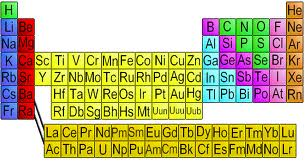 H He
Li Be B C N O F Ne
Na Mg Al Si P S Cl Ar
K Ca Sc Ti V Cr Mn Fe Co Ni Cu Zn Ga Ge As Se Br Kr
Rb Sr Y Zr Nb Mo Tc Ru Rh Pd Ag Cd In Sn Sb Te I Xe
Cs Ba Hf Ta W Re Os Ir Pt Au Hg Tl Pb Bi Po At Rn
Fr Ra Rf Db Sg Bh Hs Mt Uun Uuu Uub
La Ce Pr Nd Pm Sm Eu Gd Tb Dy Ho Er Tm Yb Lu
Ac Th Pa U Np Pu Am Cm Bk Cf Es Fm Md No Lr